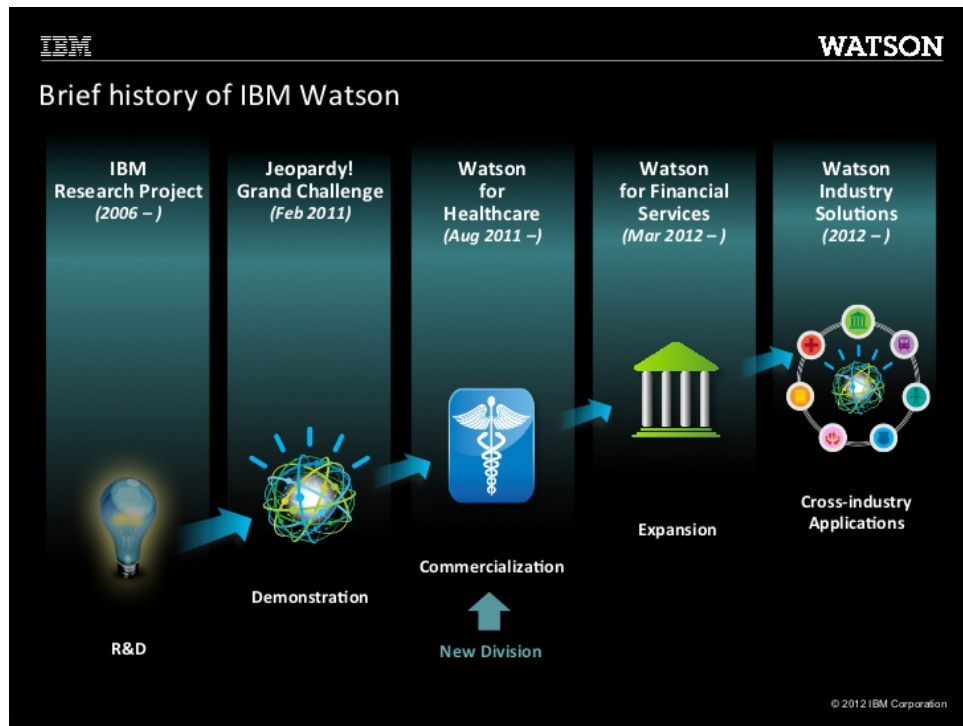 IBM
WATSON
Brief history of IBM Watson
IBM
Research Project
(2006 – )
Jeopardy!
Grand Challenge
(Feb 2011)
Watson
for
Healthcare
(Aug 2011 –)
Watson
for Financial
Services
(Mar 2012 – )
Watson
Industry
Solutions
(2012 – )
R&D
Demonstration
Commercialization
New Division
Expansion
Cross-industry
Applications
© 2012 IBM Corporation